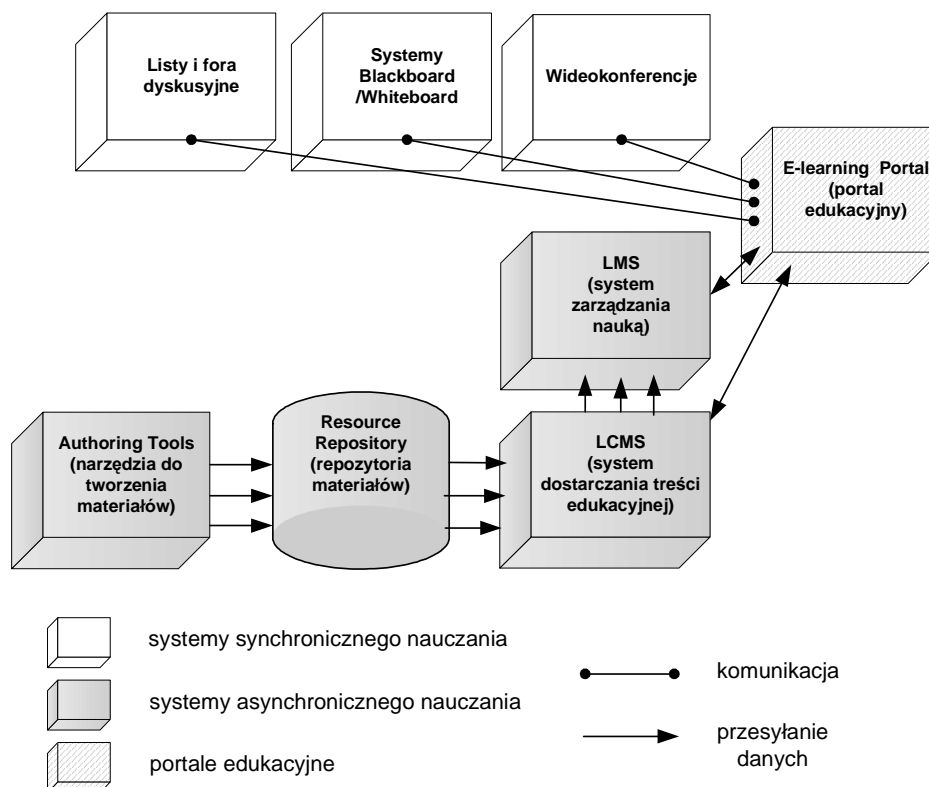 Listy i fora
dyskusyjne
Systemy
Blackboard
/Whiteboard
Wideokonferencje
E-learning Portal
(portal
edukacyjny)
LMS
(system
zarządzania
nauką)
Authoring Tools
(narzędzia do
tworzenia
materiałów)
Resource
Repository
(repozytoria
materiałów)
LCMS
(system
dostarczania treści
edukacyjnej)
systemy synchronicznego nauczania
systemy asynchronicznego nauczania
portale edukacyjne
komunikacja
przesyłanie
danych